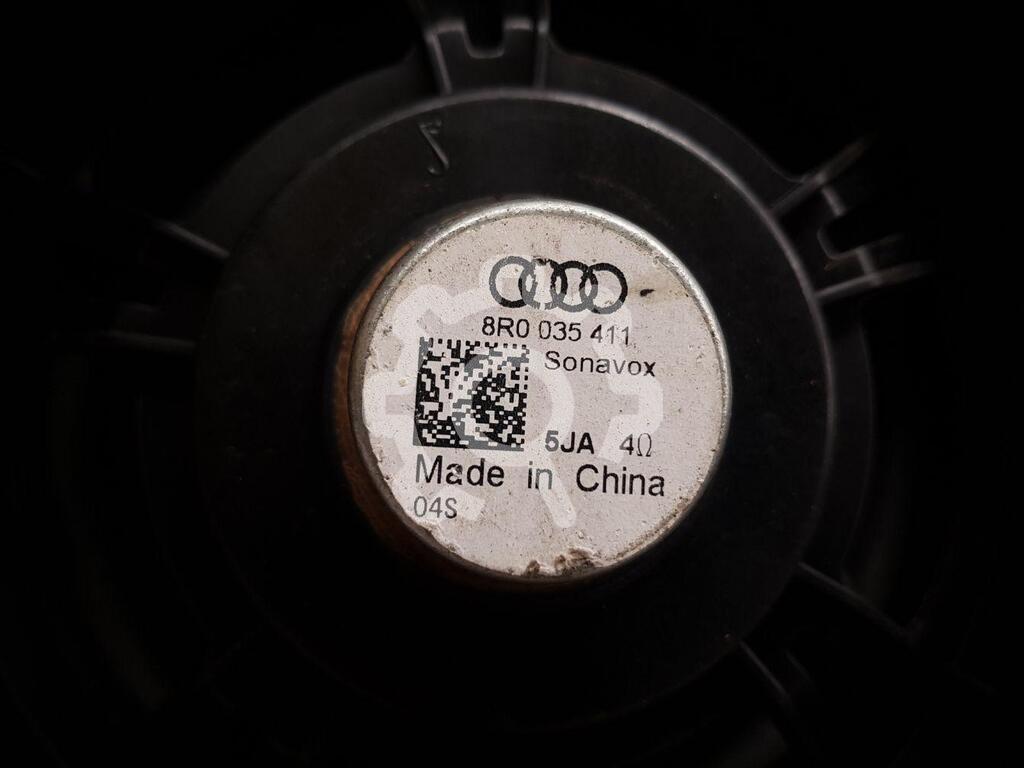 8R0 035 411
Sonavox
5JA 4Ω
Made in China
04S